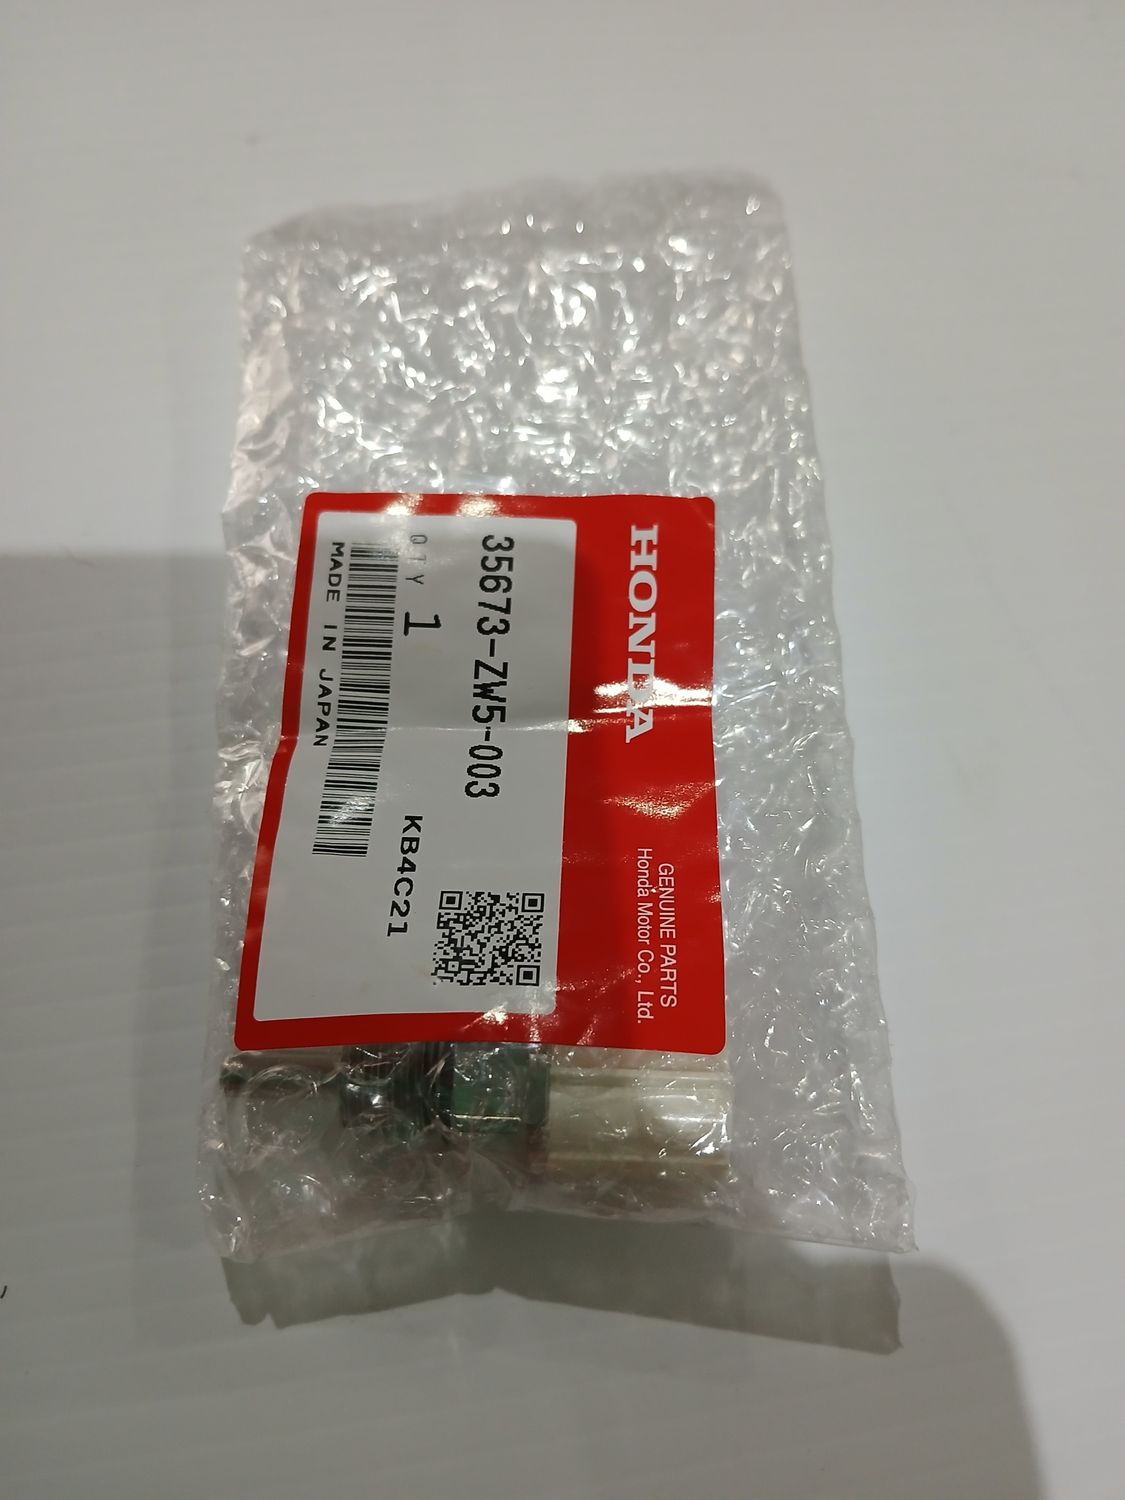 HONDA
GENUINE PARTS
Honda Motor Co., Ltd.
35673-ZW5-003
QTY 1
KB4C21
MADE IN JAPAN